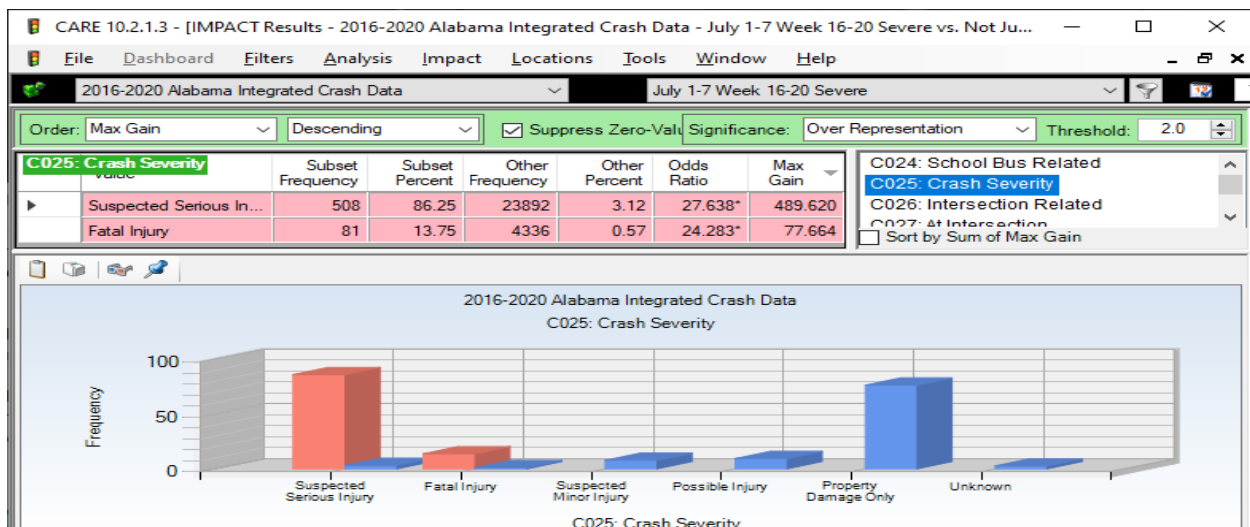 CARE 10.2.1.3 - [IMPACT Results - 2016-2020 Alabama Integrated Crash Data - July 1-7 Week 16-20 Severe vs. Not Ju...
File Dashboard Filters Analysis Impact Locations Tools Window Help
2016-2020 Alabama Integrated Crash Data July 1-7 Week 16-20 Severe
Order: Max Gain Descending Suppress Zero-Valu Significance: Over Representation Threshold: 2.0
C025: Crash Severity Subset Frequency Subset Percent Other Frequency Other Percent Odds Ratio Max Gain
Suspected Serious In... 508 86.25 23892 3.12 27.638* 489.620
Fatal Injury 81 13.75 4336 0.57 24.283* 77.664
C024: School Bus Related
C025: Crash Severity
C026: Intersection Related
C027: At Intersection
Sort by Sum of Max Gain
2016-2020 Alabama Integrated Crash Data
C025: Crash Severity
Frequency
100
50
0
Suspected Serious Injury
Fatal Injury
Suspected Minor Injury
Possible Injury
Property Damage Only
Unknown
C025: Crash Severity